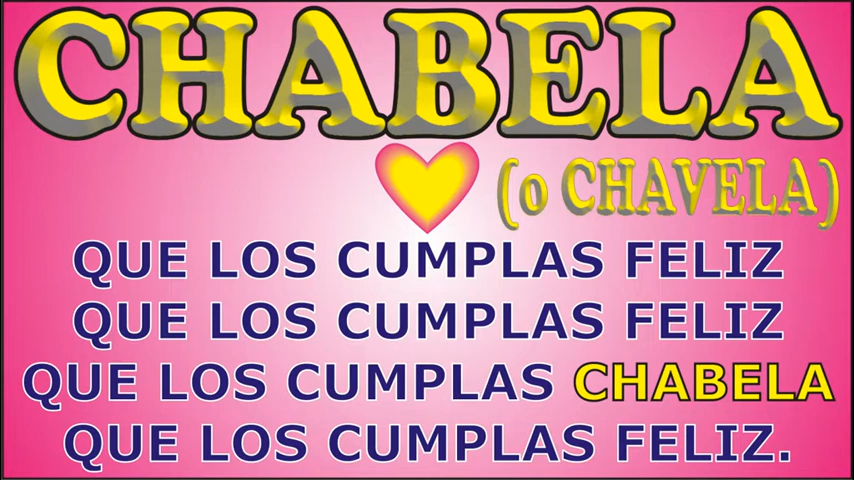 CHABELA
(o CHAVELA)
QUE LOS CUMPLAS FELIZ
QUE LOS CUMPLAS FELIZ
QUE LOS CUMPLAS CHABELA
QUE LOS CUMPLAS FELIZ.